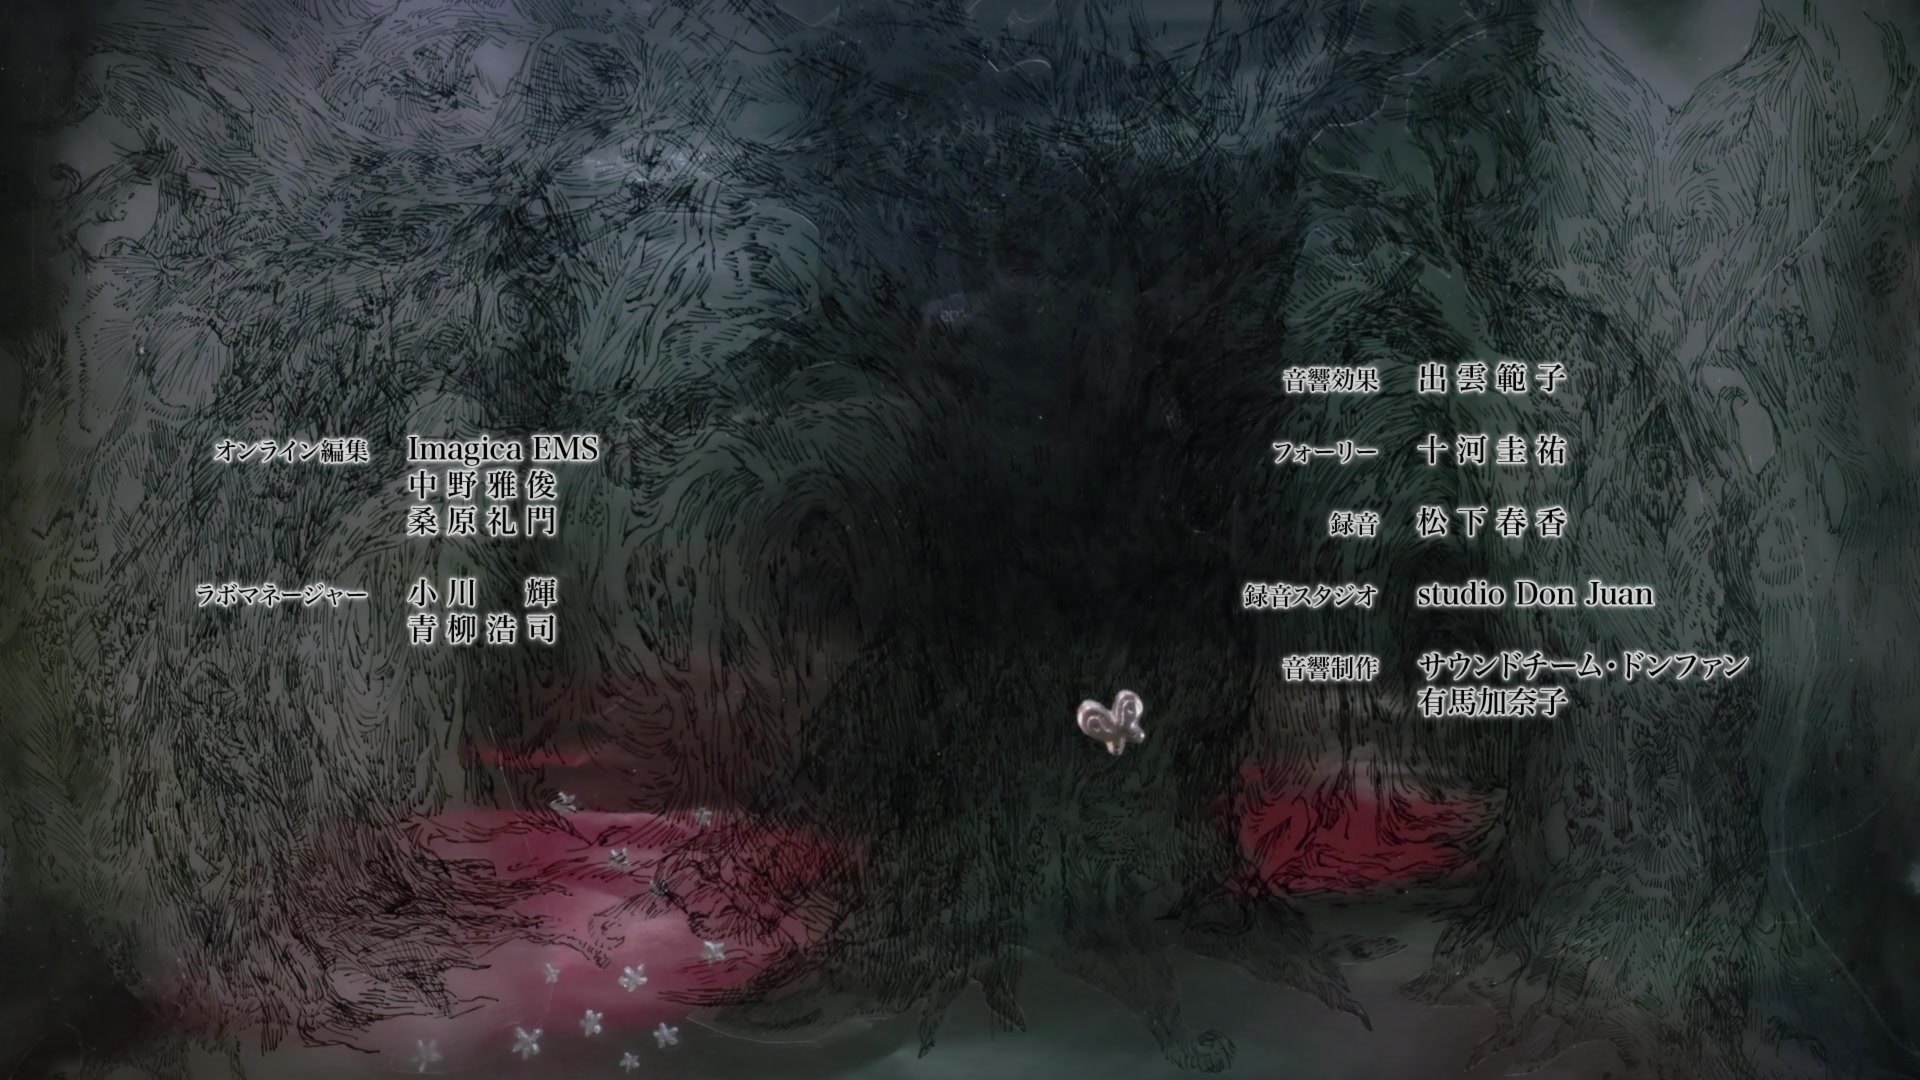 オンライン編集 Imagica EMS
中野雅俊
桑原礼門
ラボマネージャー 小川 輝
青柳浩司
音響効果 出雲範子
フォーリー 十河圭祐
録音 松下春香
録音スタジオ studio Don Juan
音響制作 サウンドチーム・ドンファン
有馬加奈子